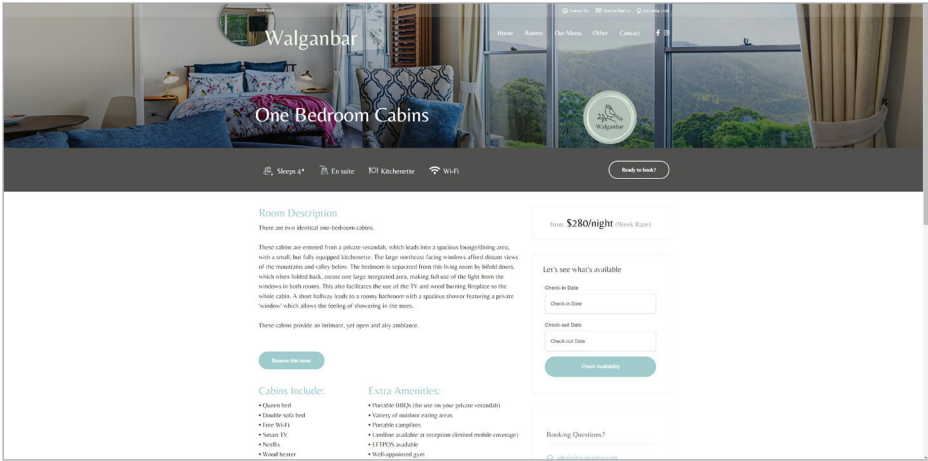 Contact Us
Walganbar
Home Rooms Our Menu Other Contact
One Bedroom Cabins
Walganbar
Sleeps 4*
En suite
Kitchenette
Wi-Fi
Ready to book?
Room Description
There are two identical one-bedroom cabins.
These cabins are entered from a private verandah, which leads into a spacious lounge/dining area,
with a small, but fully equipped kitchenette. The large northeast facing windows afford distant views
of the mountains and valley below. The bedroom is separated from this living room by bifold doors,
which when folded back, create one large integrated area, making full use of the light from the
windows in both rooms. This also facilitates the use of the TV and wood burning fireplace to the
whole cabin. A short hallway leads to a roomy bathroom with a spacious shower featuring a private
'window' which allows the feeling of showering in the trees.
These cabins provide an intimate, yet open and airy ambiance.
Reserve this room
Cabins Include:
• Queen bed
• Double sofa bed
• Free Wi-Fi
• Smart TV
• Netflix
• Wood heater
Extra Amenities:
• Portable BBQs (for use on your private verandah)
• Variety of outdoor eating areas
• Portable campfires
• Landline available at reception (limited mobile coverage)
• EFTPOS available
• Well-appointed gym
from $280/night (Week Rate)
Let's see what's available
Check-in Date
Check-in Date
Check-out Date
Check-out Date
Check Availability
Booking Questions?